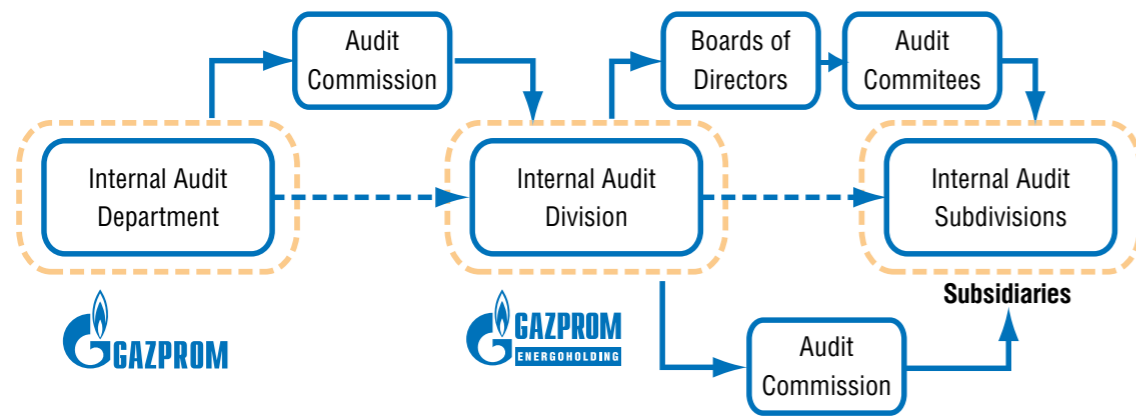 Audit
Commission
Boards of
Directors
Audit
Commitees
Internal Audit
Department
Internal Audit
Division
Internal Audit
Subdivisions
Subsidiaries
GAZPROM
GAZPROM
ENERGOHOLDING
Audit
Commission